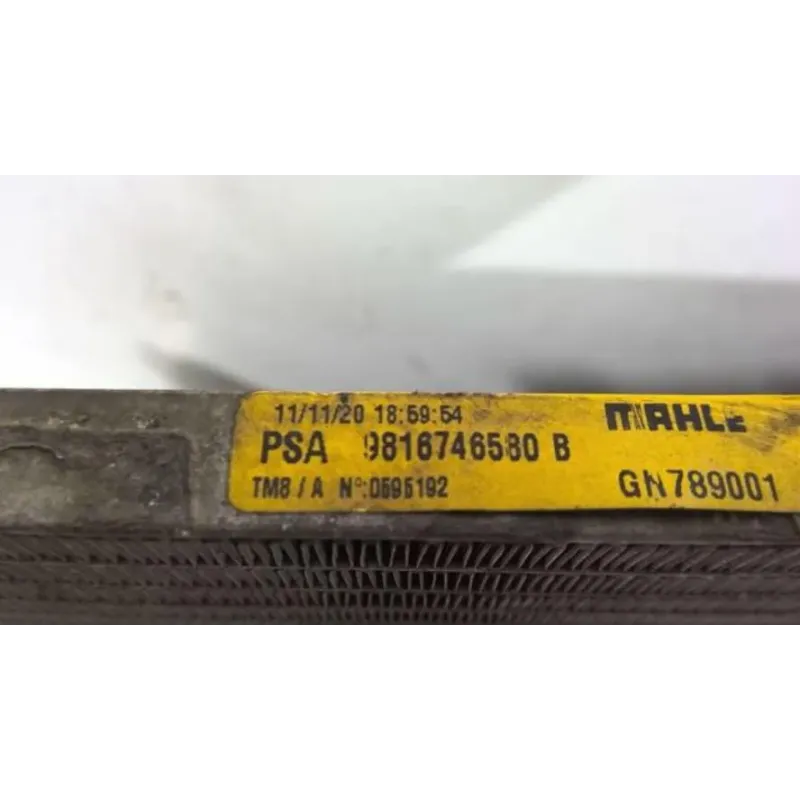 11/11/20 18:59:54
MAHLE
PSA 9816746580 B
TM8 / A N°:0595192
GN789001